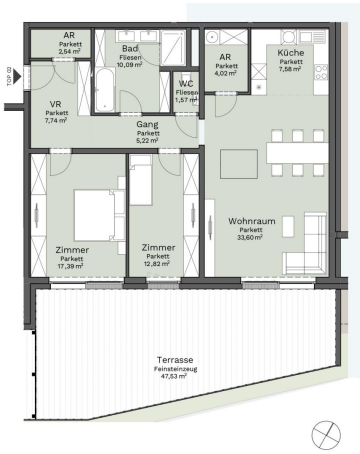 AR
Parkett
2,54 m²
Bad
Fliesen
10,09 m²
WC
Fliesen
1,57 m²
AR
Parkett
4,02 m²
Küche
Parkett
7,58 m²
TOP 02
VR
Parkett
7,74 m²
Gang
Parkett
5,22 m²
Wohnraum
Parkett
33,60 m²
Zimmer
Parkett
17,39 m²
Zimmer
Parkett
12,82 m²
Terrasse
Feinsteinzeug
47,53 m²